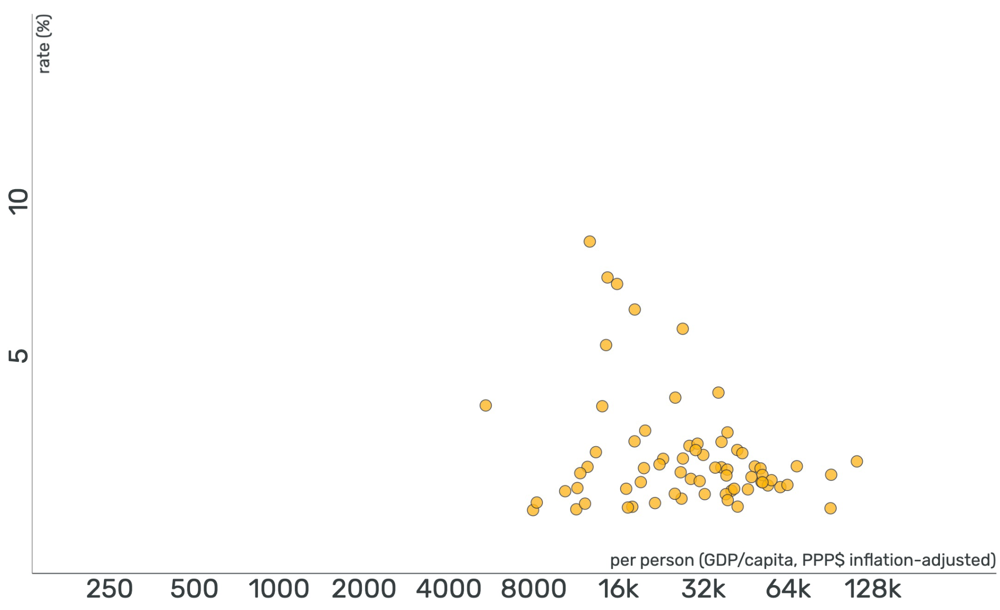 rate (%)
10
5
per person (GDP/capita, PPP$ inflation-adjusted)
250 500 1000 2000 4000 8000 16k 32k 64k 128k